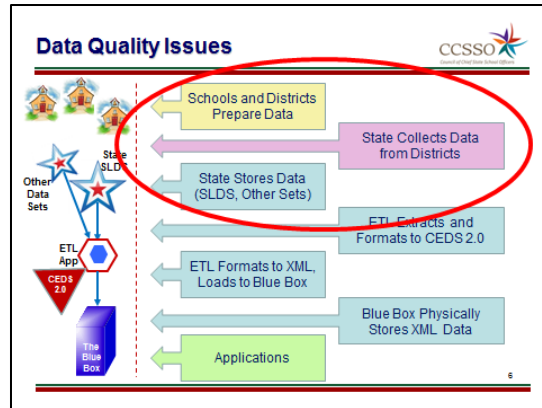 Data Quality Issues
CCSSO
Council of Chief State School Officers
Schools and Districts
Prepare Data
State Collects Data
from Districts
State
SLDS
State Stores Data
(SLDS, Other Sets)
Other
Data
Sets
ETL Extracts and
Formats to CEDS 2.0
ETL
App
CEDS
2.0
ETL Formats to XML,
Loads to Blue Box
Blue Box Physically
Stores XML Data
The
Blue
Box
Applications
6